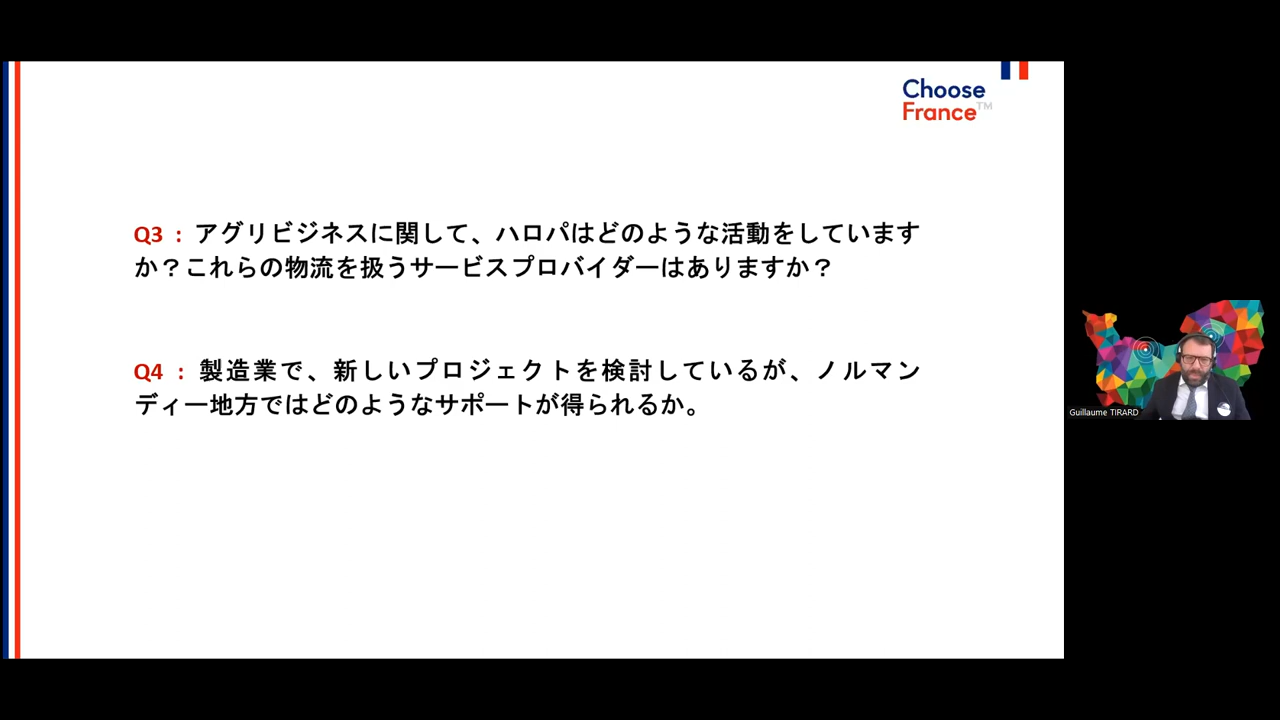 Choose
France™
Q3 : アグリビジネスに関して、ハロパはどのような活動をしています
か？これらの物流を扱うサービスプロバイダーはありますか？
Q4 : 製造業で、新しいプロジェクトを検討しているが、ノルマン
ディー地方ではどのようなサポートが得られるか。
Guillaume TIRARD